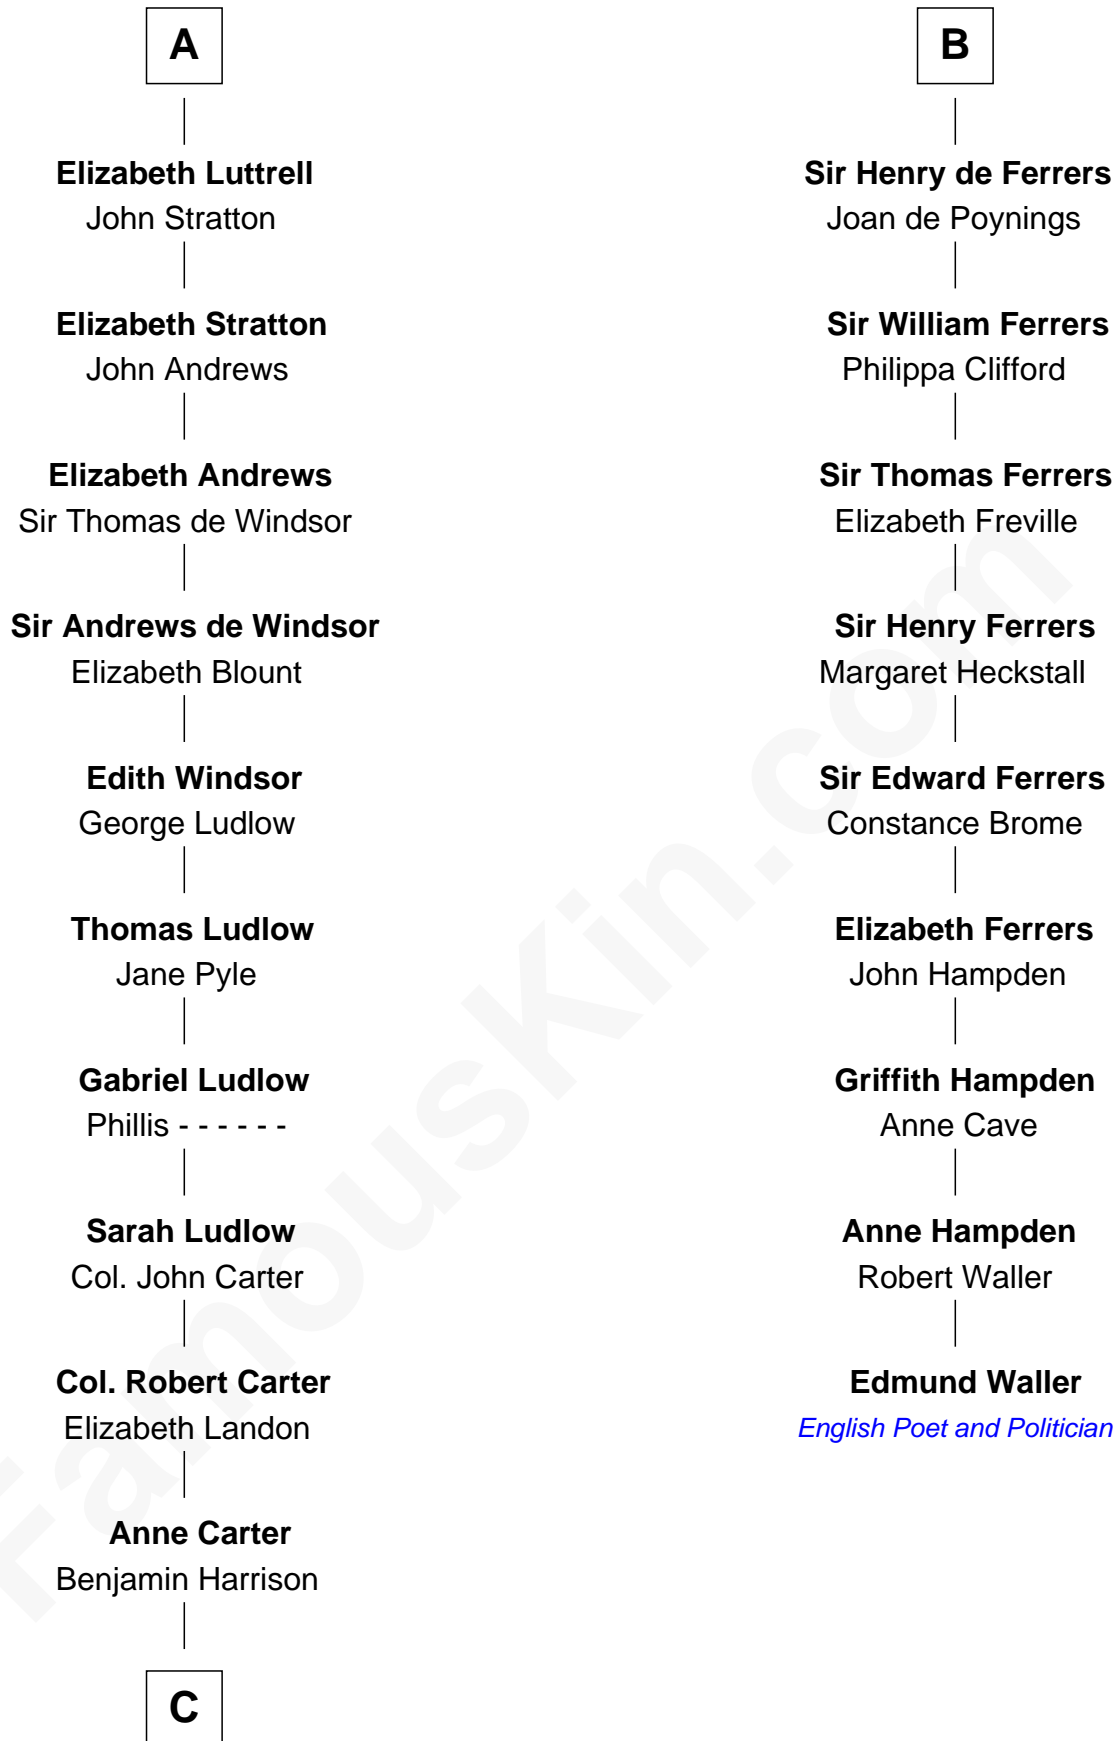 A
Elizabeth Luttrell
John Stratton
Elizabeth Stratton
John Andrews
Elizabeth Andrews
Sir Thomas de Windsor
Sir Andrews de Windsor
Elizabeth Blount
Edith Windsor
George Ludlow
Thomas Ludlow
Jane Pyle
Gabriel Ludlow
Phillis - - - - - -
Sarah Ludlow
Col. John Carter
Col. Robert Carter
Elizabeth Landon
Anne Carter
Benjamin Harrison
C
B
Sir Henry de Ferrers
Joan de Poynings
Sir William Ferrers
Philippa Clifford
Sir Thomas Ferrers
Elizabeth Freville
Sir Henry Ferrers
Margaret Heckstall
Sir Edward Ferrers
Constance Brome
Elizabeth Ferrers
John Hampden
Griffith Hampden
Anne Cave
Anne Hampden
Robert Waller
Edmund Waller
English Poet and Politician
FamousKin.com